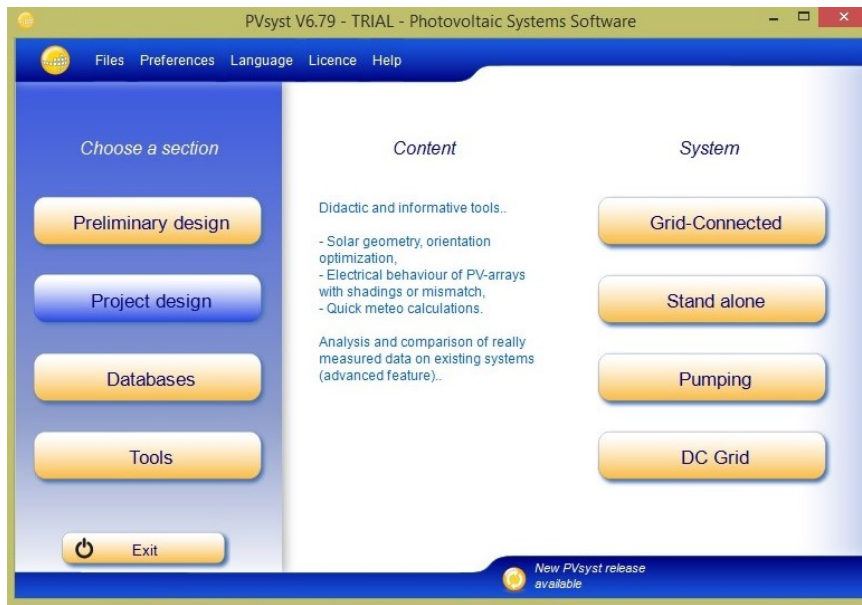 PVsyst V6.79 - TRIAL - Photovoltaic Systems Software
Files Preferences Language Licence Help
Choose a section
Preliminary design
Project design
Databases
Tools
Exit
Content
Didactic and informative tools..
- Solar geometry, orientation
optimization,
- Electrical behaviour of PV-arrays
with shadings or mismatch,
- Quick meteo calculations.
Analysis and comparison of really
measured data on existing systems
(advanced feature)..
System
Grid-Connected
Stand alone
Pumping
DC Grid
New PVsyst release
available